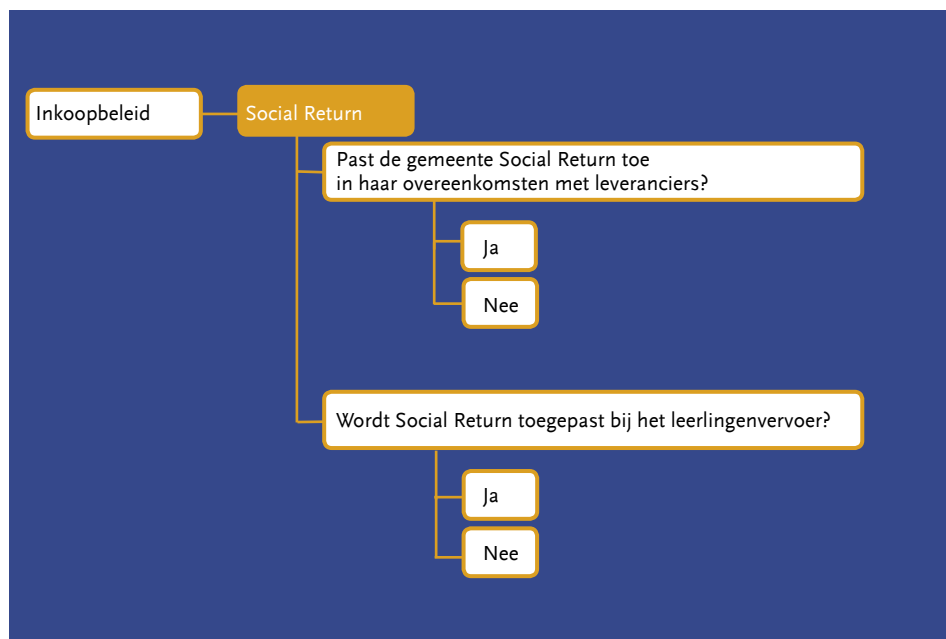 Inkoopbeleid
Social Return
Past de gemeente Social Return toe
in haar overeenkomsten met leveranciers?
Ja
Nee
Wordt Social Return toegepast bij het leerlingenvervoer?
Ja
Nee